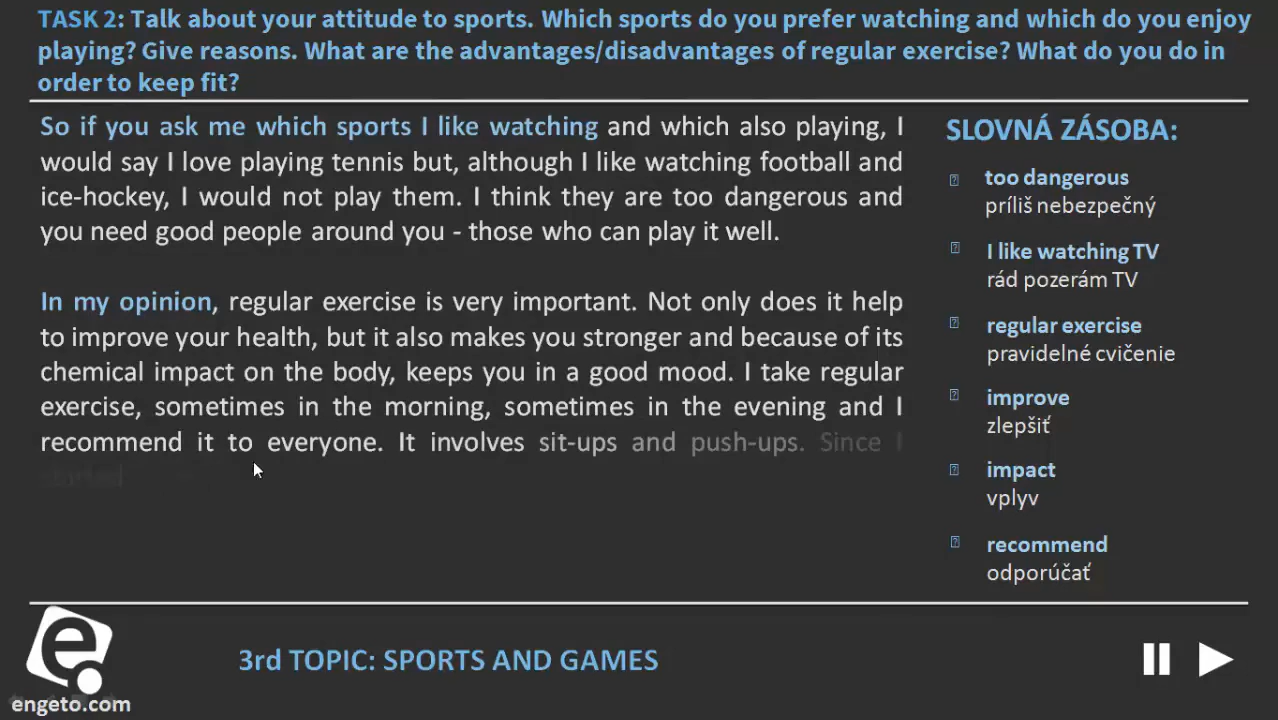 TASK 2: Talk about your attitude to sports. Which sports do you prefer watching and which do you enjoy
playing? Give reasons. What are the advantages/disadvantages of regular exercise? What do you do in
order to keep fit?
So if you ask me which sports I like watching and which also playing, I
would say I love playing tennis but, although I like watching football and
ice-hockey, I would not play them. I think they are too dangerous and
you need good people around you - those who can play it well.
In my opinion, regular exercise is very important. Not only does it help
to improve your health, but it also makes you stronger and because of its
chemical impact on the body, keeps you in a good mood. I take regular
exercise, sometimes in the morning, sometimes in the evening and I
recommend it to everyone. It involves sit-ups and push-ups. Since I
started
SLOVNÁ ZÁSOBA:
too dangerous
príliš nebezpečný
I like watching TV
rád pozerám TV
regular exercise
pravidelné cvičenie
improve
zlepšiť
impact
vplyv
recommend
odporúčať
e
engeto.com
3rd TOPIC: SPORTS AND GAMES